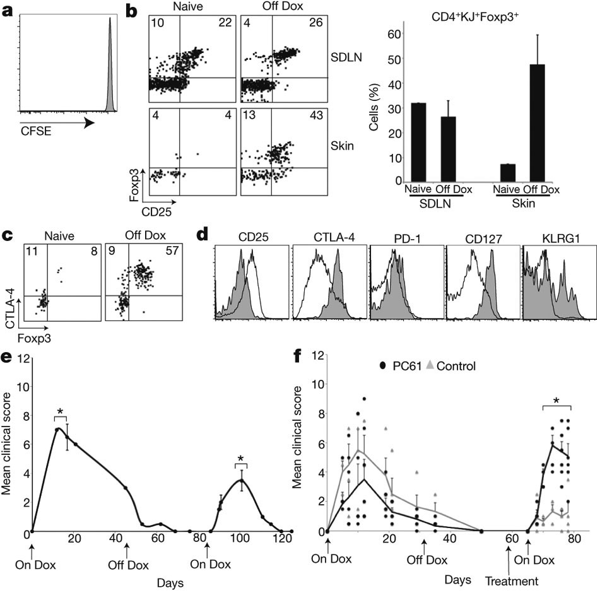 a
CFSE
b
Naive
Off Dox
10
22
4
26
SDLN
4
4
13
43
Skin
Foxp3
CD25
CD4⁺KJ⁺Foxp3⁺
Cells (%)
60
50
40
30
20
10
0
Naive Off Dox
Naive Off Dox
SDLN
Skin
c
Naive
Off Dox
11
8
9
57
CTLA-4
Foxp3
d
CD25
CTLA-4
PD-1
CD127
KLRG1
e
Mean clinical score
12
10
8
6
4
2
0
*
*
20
60
100
120
On Dox
Off Dox
On Dox
Days
f
PC61
Control
Mean clinical score
12
10
8
6
4
2
0
*
0
20
40
60
80
On Dox
Off Dox
On Dox
Days
Treatment